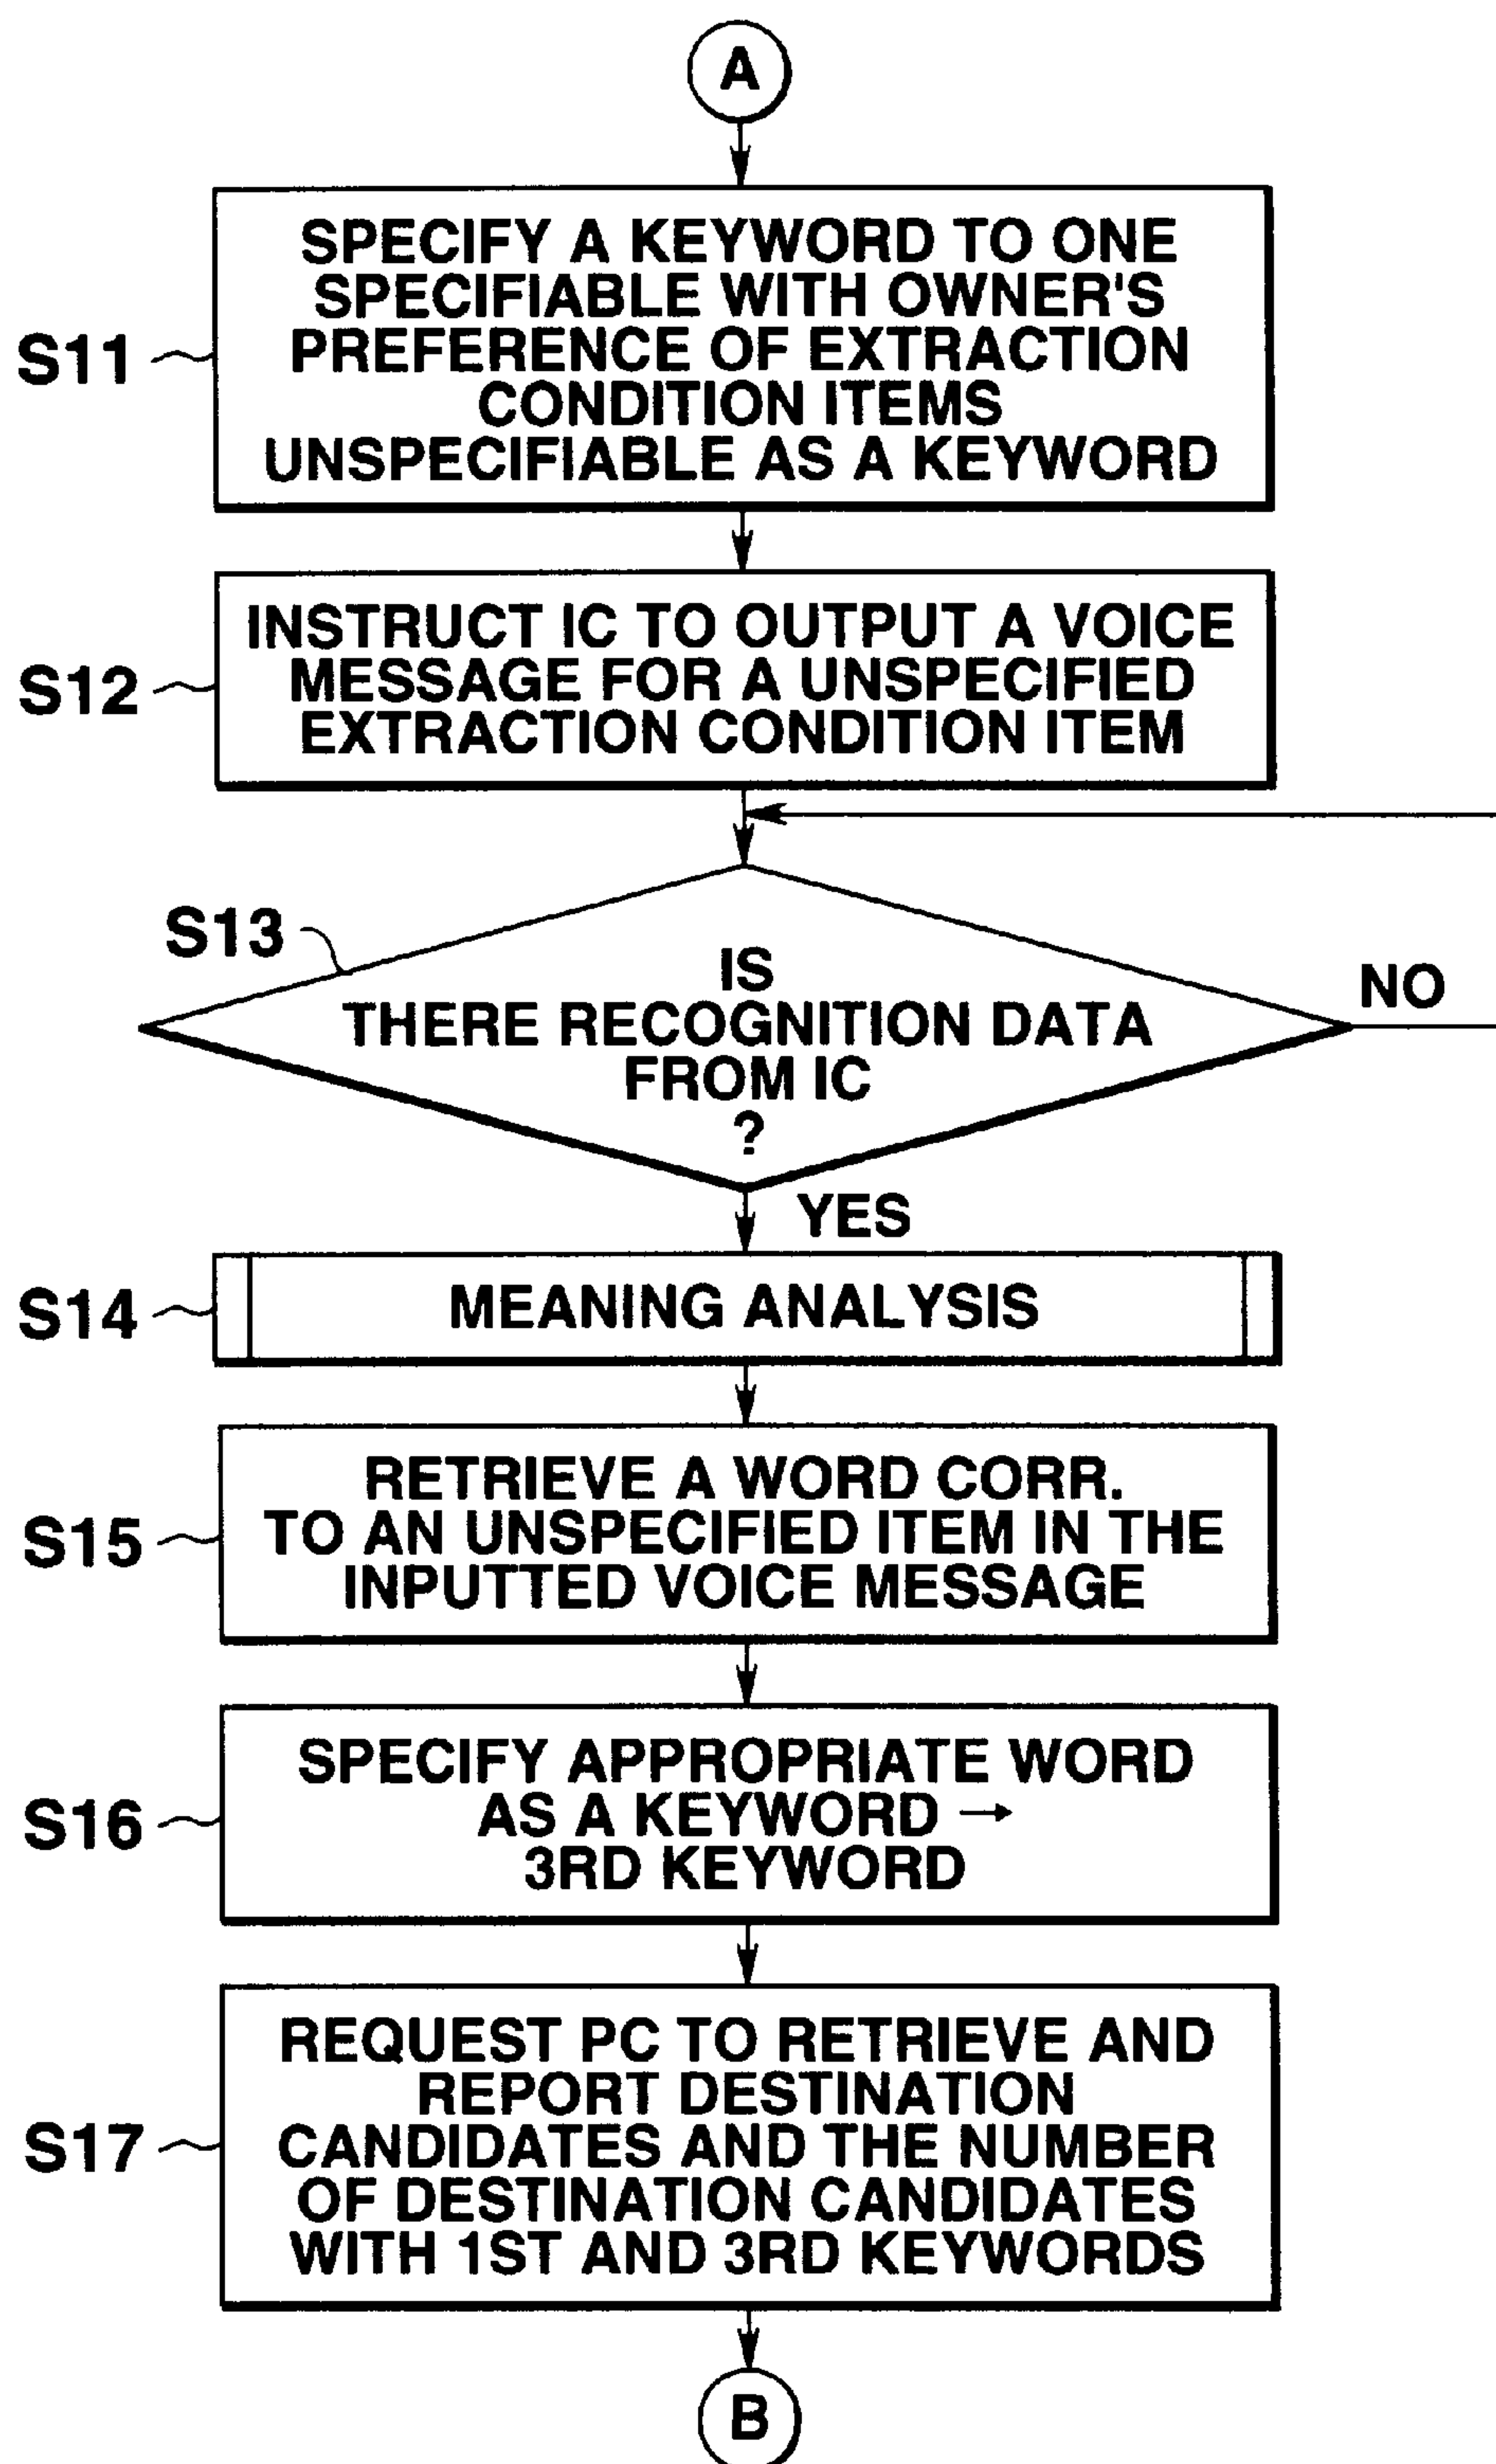 A
SPECIFY A KEYWORD TO ONE
SPECIFIABLE WITH OWNER'S
PREFERENCE OF EXTRACTION
CONDITION ITEMS
UNSPECIFIABLE AS A KEYWORD
S11
INSTRUCT IC TO OUTPUT A VOICE
MESSAGE FOR A UNSPECIFIED
EXTRACTION CONDITION ITEM
S12
S13
IS
THERE RECOGNITION DATA
FROM IC
?
NO
YES
S14
MEANING ANALYSIS
RETRIEVE A WORD CORR.
TO AN UNSPECIFIED ITEM IN THE
INPUTTED VOICE MESSAGE
S15
SPECIFY APPROPRIATE WORD
AS A KEYWORD →
3RD KEYWORD
S16
REQUEST PC TO RETRIEVE AND
REPORT DESTINATION
CANDIDATES AND THE NUMBER
OF DESTINATION CANDIDATES
WITH 1ST AND 3RD KEYWORDS
S17
B